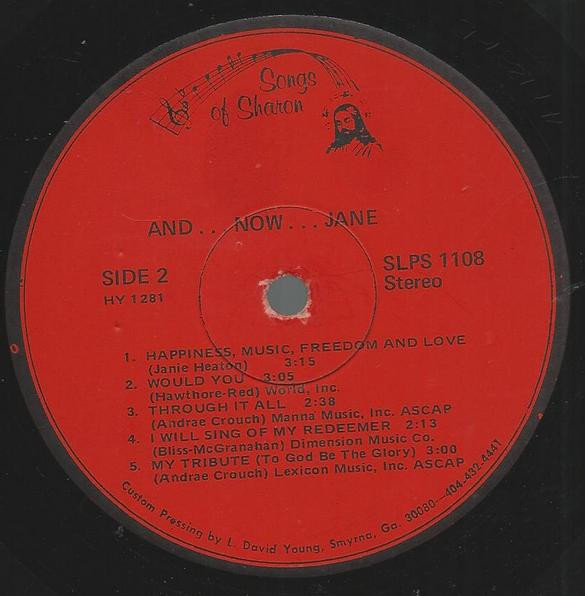 Songs
of Sharon
AND... NOW... JANE
SIDE 2
HY 1281
SLPS 1108
Stereo
1. HAPPINESS, MUSIC, FREEDOM AND LOVE
(Janie Heaton) 3:15
2. WOULD YOU 3:05
(Hawthore-Red) World, Inc.
3. THROUGH IT ALL 2:38
(Andrae Crouch) Manna Music, Inc. ASCAP
4. I WILL SING OF MY REDEEMER 2:13
(Bliss-McGranahan) Dimension Music Co.
5. MY TRIBUTE (To God Be The Glory) 3:00
(Andrae Crouch) Lexicon Music, Inc. ASCAP
Custom Pressing by L. David Young, Smyrna, Ga. 30080—404-432-4441